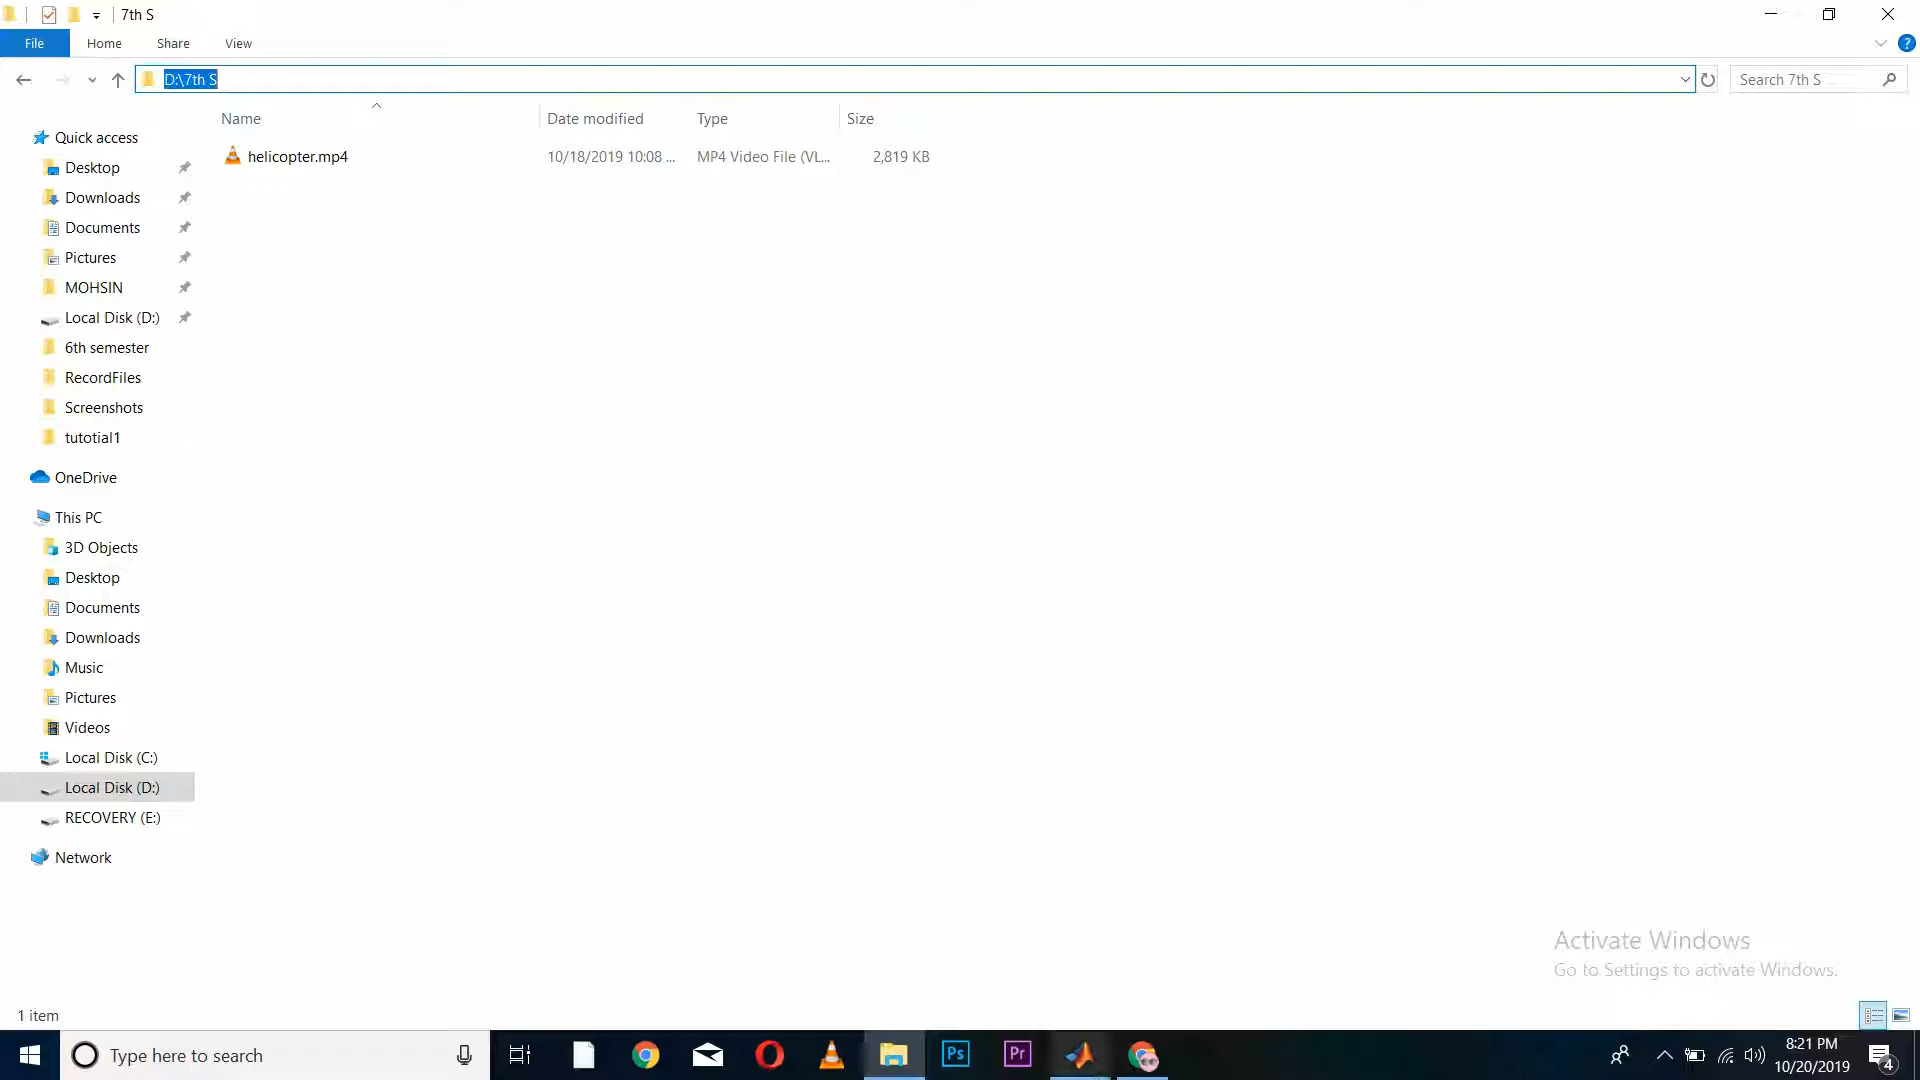 7th S
File Home Share View
D:\7th S
Search 7th S
Name Date modified Type Size
helicopter.mp4 10/18/2019 10:08 ... MP4 Video File (VL... 2,819 KB
Quick access
Desktop
Downloads
Documents
Pictures
MOHSIN
Local Disk (D:)
6th semester
RecordFiles
Screenshots
tutotial1
OneDrive
This PC
3D Objects
Desktop
Documents
Downloads
Music
Pictures
Videos
Local Disk (C:)
Local Disk (D:)
RECOVERY (E:)
Network
Activate Windows
Go to Settings to activate Windows.
1 item
Type here to search
Ps
Pr
8:21 PM
10/20/2019
4